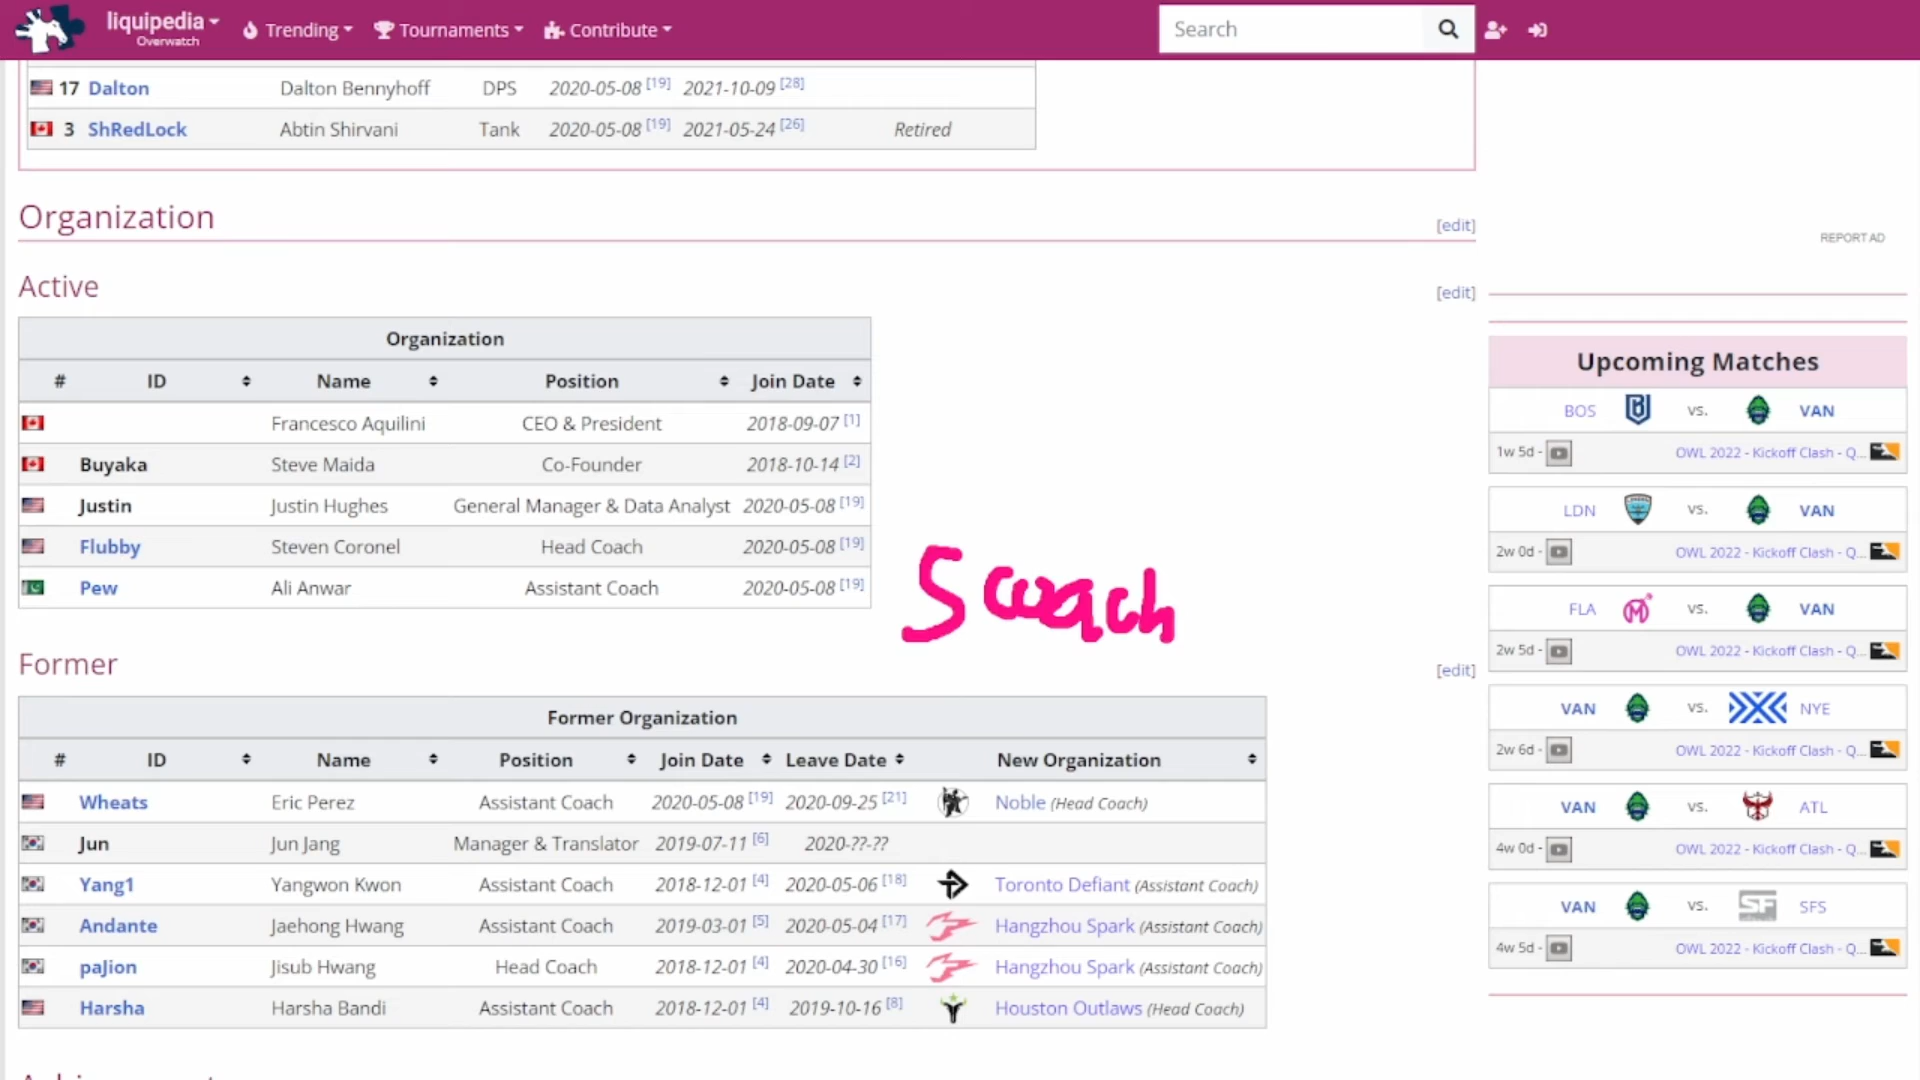 liquipedia Overwatch Trending Tournaments Contribute Search
17 Dalton Dalton Bennyhoff DPS 2020-05-08 [19] 2021-10-09 [28]
3 ShRedLock Abtin Shirvani Tank 2020-05-08 [19] 2021-05-24 [26] Retired
Organization [edit]
REPORT AD
Active [edit]
Organization
# ID Name Position Join Date
Francesco Aquilini CEO & President 2018-09-07 [1]
Buyaka Steve Maida Co-Founder 2018-10-14 [2]
Justin Justin Hughes General Manager & Data Analyst 2020-05-08 [19]
Flubby Steven Coronel Head Coach 2020-05-08 [19]
Pew Ali Anwar Assistant Coach 2020-05-08 [19]
Former [edit]
Former Organization
# ID Name Position Join Date Leave Date New Organization
Wheats Eric Perez Assistant Coach 2020-05-08 [19] 2020-09-25 [21] Noble (Head Coach)
Jun Jun Jang Manager & Translator 2019-07-11 [6] 2020-??-??
Yang1 Yangwon Kwon Assistant Coach 2018-12-01 [4] 2020-05-06 [18] Toronto Defiant (Assistant Coach)
Andante Jaehong Hwang Assistant Coach 2019-03-01 [5] 2020-05-04 [17] Hangzhou Spark (Assistant Coach)
paJion Jisub Hwang Head Coach 2018-12-01 [4] 2020-04-30 [16] Hangzhou Spark (Assistant Coach)
Harsha Harsha Bandi Assistant Coach 2018-12-01 [4] 2019-10-16 [8] Houston Outlaws (Head Coach)
Upcoming Matches
BOS vs. VAN
1w 5d - OWL 2022 - Kickoff Clash - Q...
LDN vs. VAN
2w 0d - OWL 2022 - Kickoff Clash - Q...
FLA vs. VAN
2w 5d - OWL 2022 - Kickoff Clash - Q...
VAN vs. NYE
2w 6d - OWL 2022 - Kickoff Clash - Q...
VAN vs. ATL
4w 0d - OWL 2022 - Kickoff Clash - Q...
VAN vs. SF SFS
4w 5d - OWL 2022 - Kickoff Clash - Q...